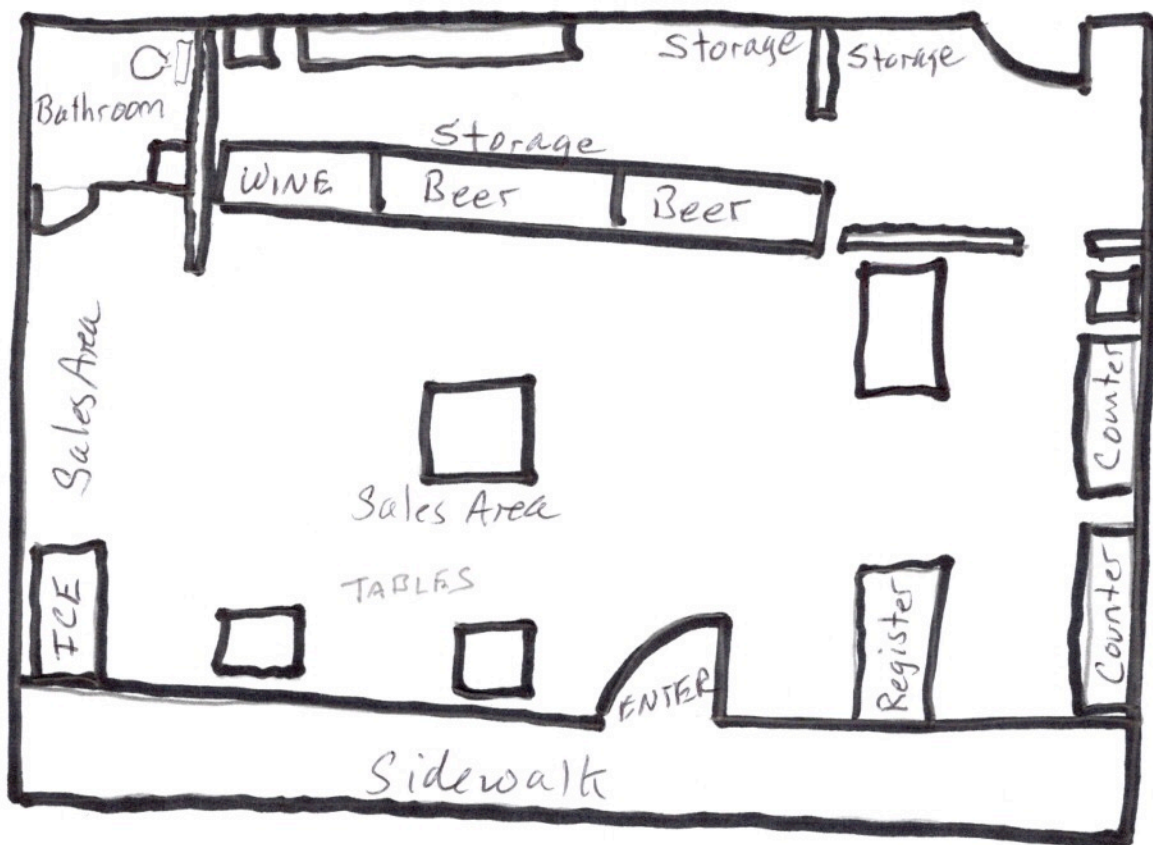 Storage
Storage
Bathroom
Storage
WINE
Beer
Beer
Sales Area
Counter
Sales Area
TABLES
ICE
Register
Counter
ENTER
Sidewalk